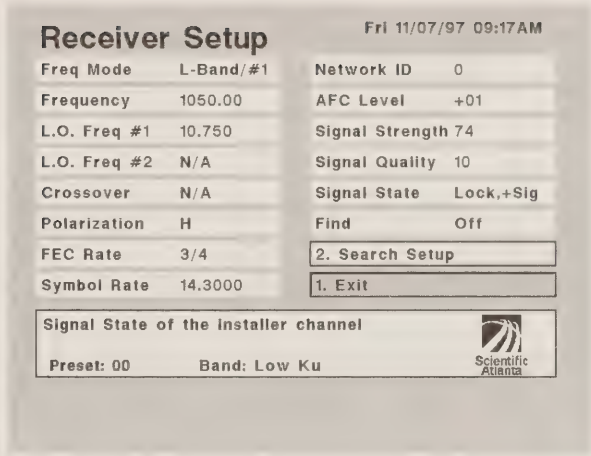 Receiver Setup
Fri 11/07/97 09:17AM
Freq Mode L-Band/#1
Frequency 1050.00
L.O. Freq #1 10.750
L.O. Freq #2 N/A
Crossover N/A
Polarization H
FEC Rate 3/4
Symbol Rate 14.3000
Network ID 0
AFC Level +01
Signal Strength 74
Signal Quality 10
Signal State Lock,+Sig
Find Off
2. Search Setup
1. Exit
Signal State of the installer channel
Preset: 00 Band: Low Ku
Scientific
Atlanta